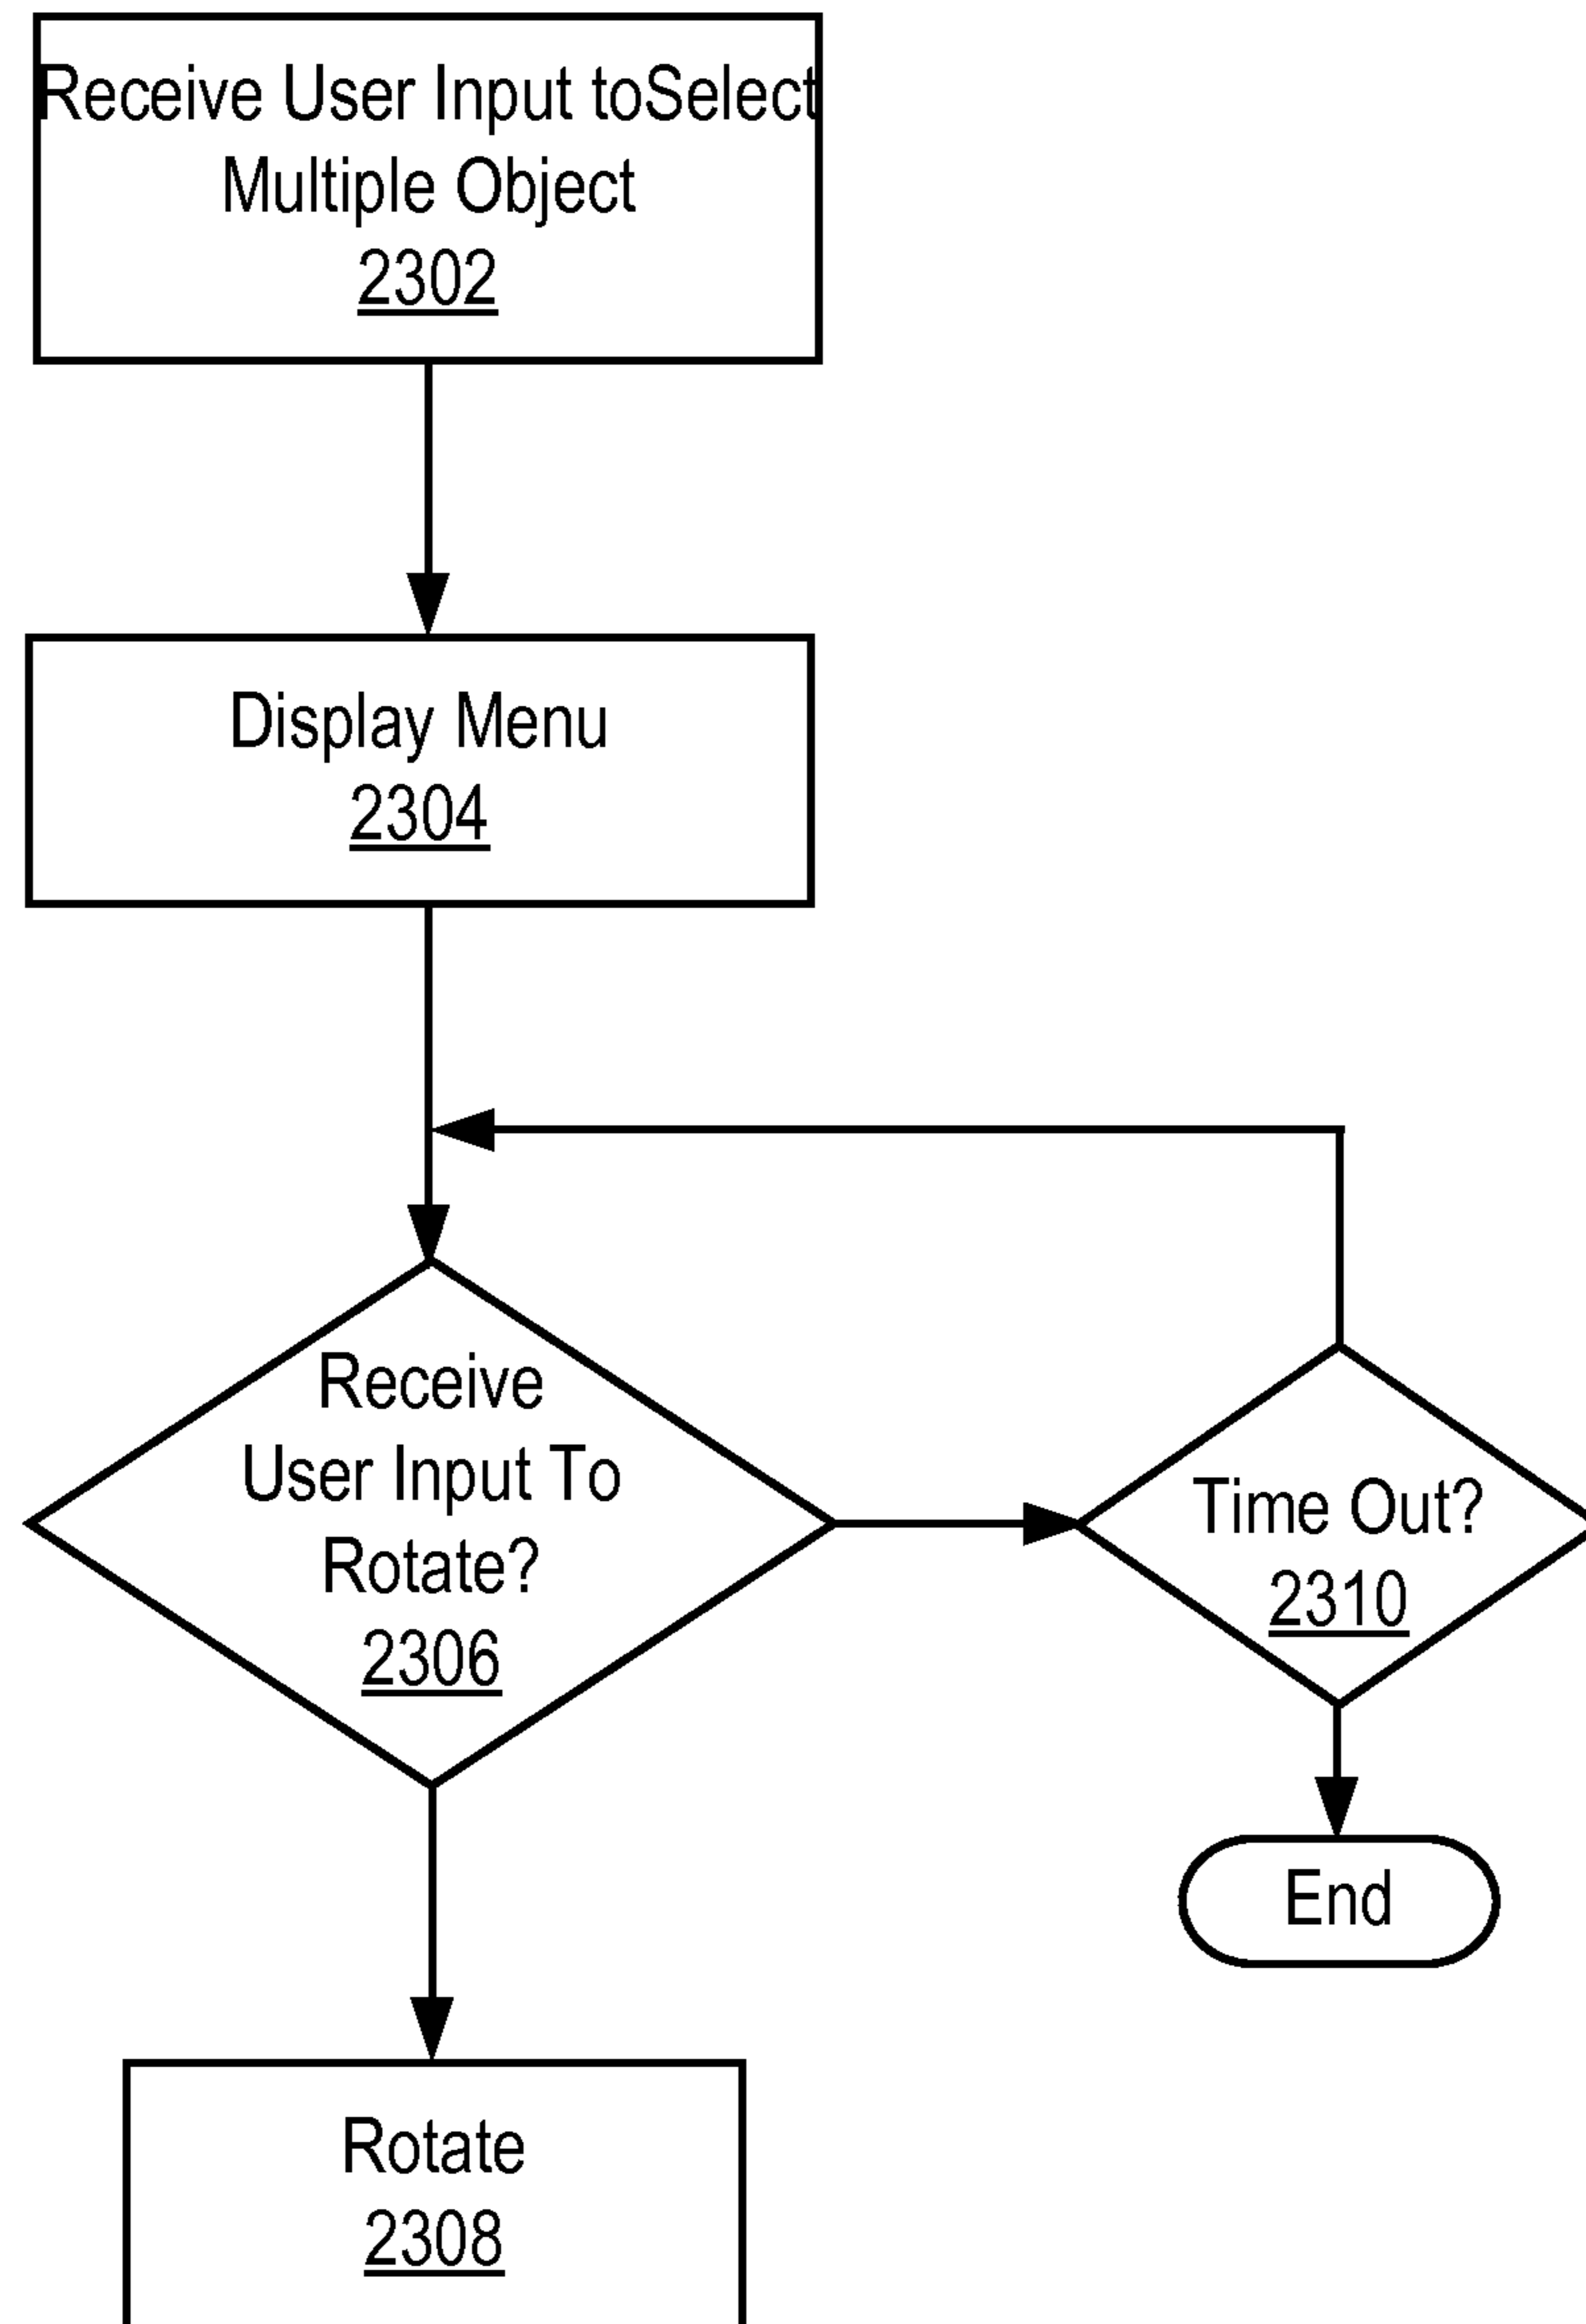 Receive User Input toSelect
Multiple Object
2302
Display Menu
2304
Receive
User Input To
Rotate?
2306
Time Out?
2310
End
Rotate
2308